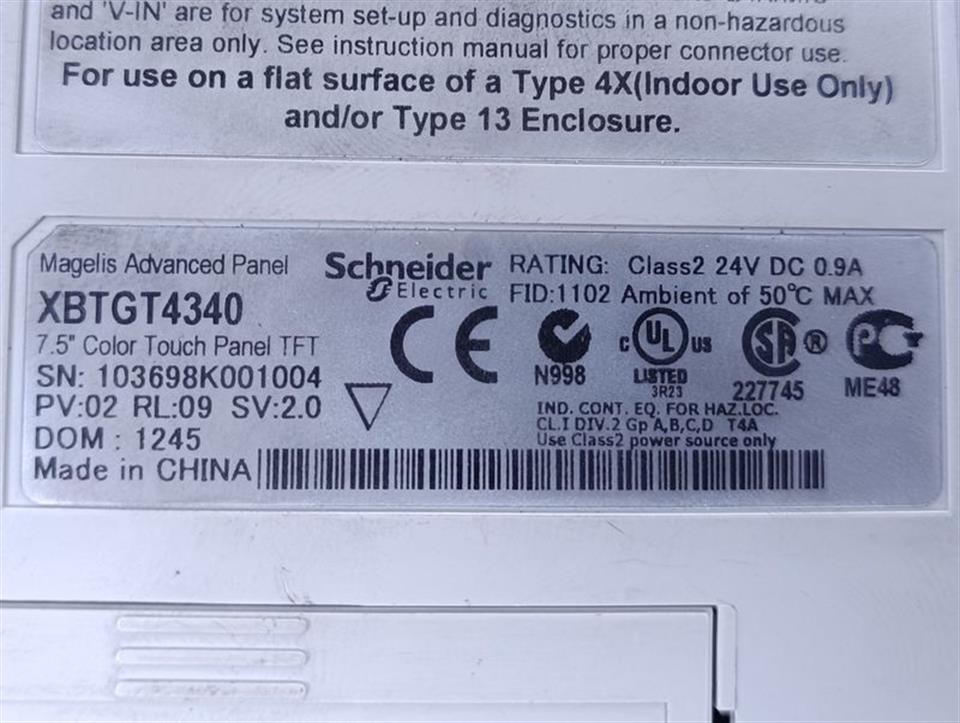 and 'V-IN' are for system set-up and diagnostics in a non-hazardous
location area only. See instruction manual for proper connector use.
For use on a flat surface of a Type 4X(Indoor Use Only)
and/or Type 13 Enclosure.
Magelis Advanced Panel
XBTGT4340
7.5" Color Touch Panel TFT
SN: 103698K001004
PV:02 RL:09 SV:2.0
DOM : 1245
Made in CHINA
Schneider
Electric
RATING: Class2 24V DC 0.9A
FID:1102 Ambient of 50°C MAX
CE
N998
c UL us
LISTED
3R23
SA ®
227745
PC
ME48
IND. CONT. EQ. FOR HAZ.LOC.
CL.I DIV.2 Gp A,B,C,D T4A
Use Class2 power source only